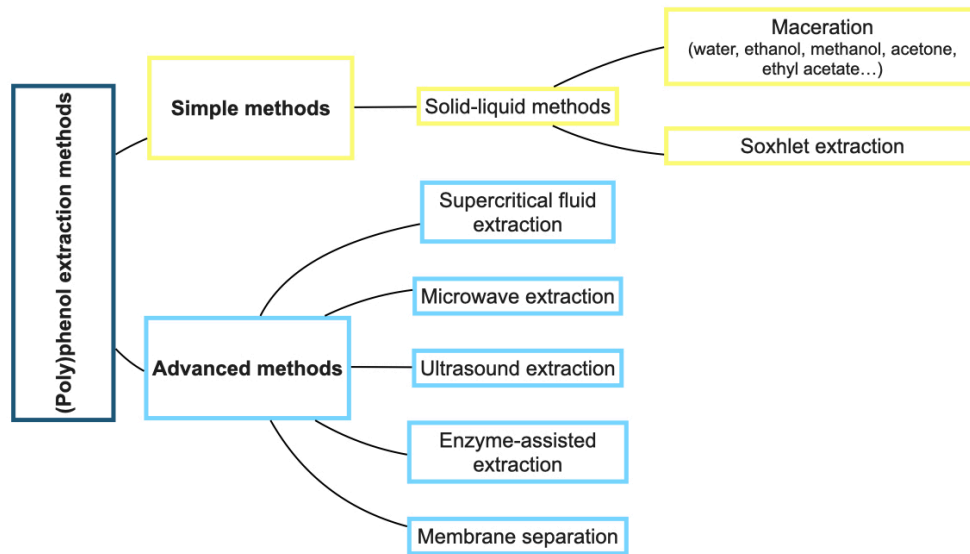 (Poly)phenol extraction methods
Simple methods
Solid-liquid methods
Maceration
(water, ethanol, methanol, acetone,
ethyl acetate…)
Soxhlet extraction
Advanced methods
Supercritical fluid
extraction
Microwave extraction
Ultrasound extraction
Enzyme-assisted
extraction
Membrane separation